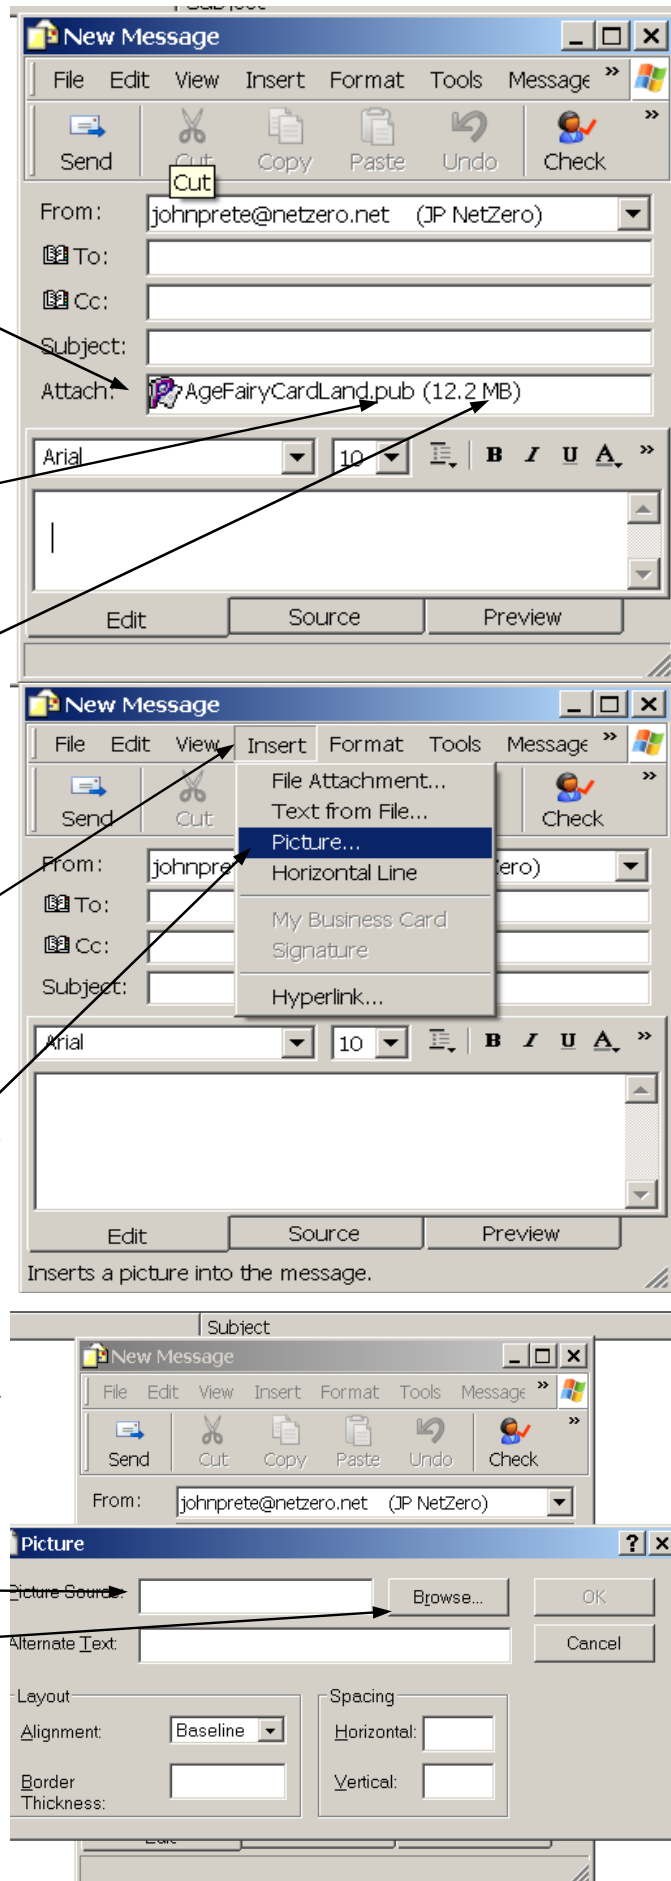 Subject
New Message
File Edit View Insert Format Tools Message »
Send Cut Copy Paste Undo Check »
Cut
From: johnprete@netzero.net (JP NetZero)
To:
Cc:
Subject:
Attach: AgeFairyCardLand.pub (12.2 MB)
Arial 10 B I U A »
Edit Source Preview
New Message
File Edit View Insert Format Tools Message »
Send Cut Check »
File Attachment...
Text from File...
Picture...
Horizontal Line
My Business Card
Signature
Hyperlink...
From: johnpre ero)
To:
Cc:
Subject:
Arial 10 B I U A »
Edit Source Preview
Inserts a picture into the message.
Subject
New Message
File Edit View Insert Format Tools Message »
Send Cut Copy Paste Undo Check »
From: johnprete@netzero.net (JP NetZero)
Picture ?
Picture Source: Browse... OK
Alternate Text: Cancel
Layout Spacing
Alignment: Baseline Horizontal:
Border Thickness: Vertical: